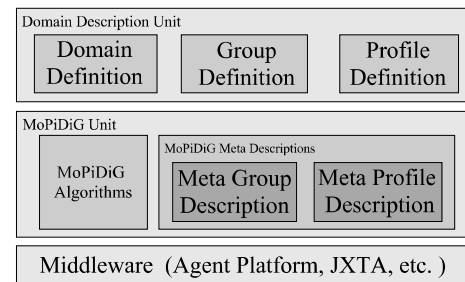 Domain Description Unit
Domain
Definition
Group
Definition
Profile
Definition
MoPiDiG Unit
MoPiDiG
Algorithms
MoPiDiG Meta Descriptions
Meta Group
Description
Meta Profile
Description
Middleware (Agent Platform, JXTA, etc. )